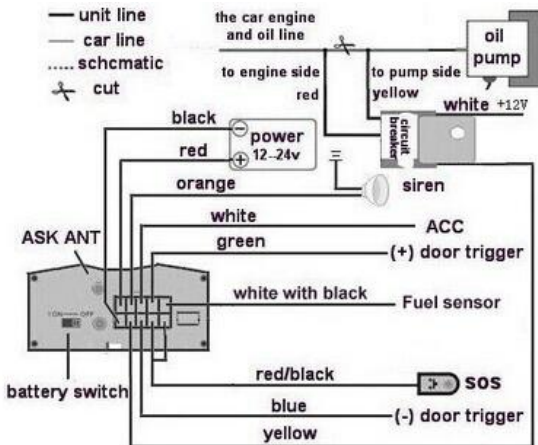 unit line
car line
schcmatic
cut
the car engine
and oil line
to engine side
red
to pump side
yellow
oil
pump
white +12V
circuit
breaker
black
power
12--24v
red
orange
siren
white
ACC
green
(+) door trigger
ASK ANT
white with black
Fuel sensor
ON OFF
battery switch
red/black
sos
blue
(-) door trigger
yellow